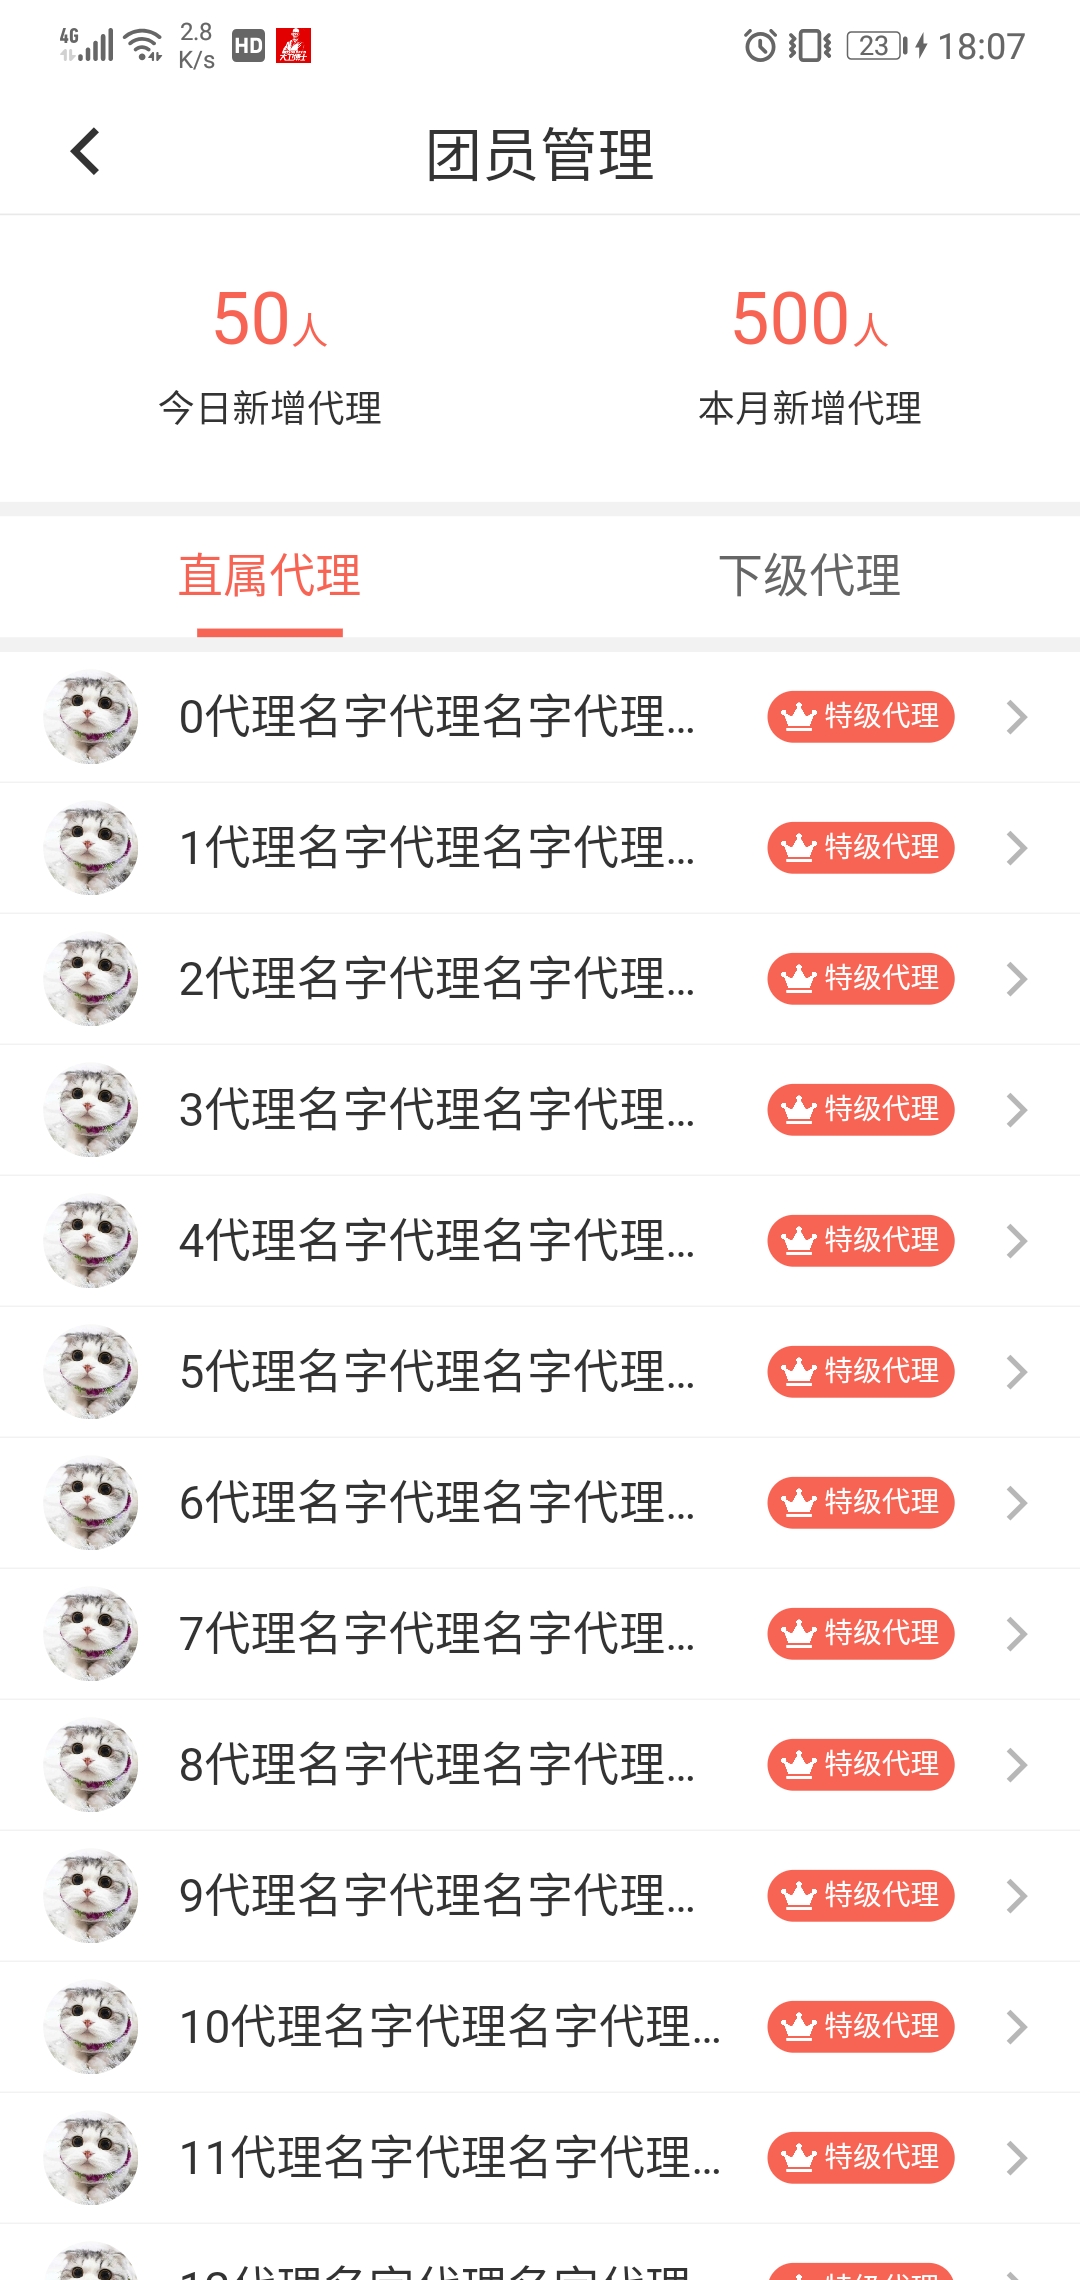 4G 2.8 K/s HD 23 18:07
团员管理
50人 500人
今日新增代理 本月新增代理
直属代理 下级代理
0代理名字代理名字代理... 特级代理
1代理名字代理名字代理... 特级代理
2代理名字代理名字代理... 特级代理
3代理名字代理名字代理... 特级代理
4代理名字代理名字代理... 特级代理
5代理名字代理名字代理... 特级代理
6代理名字代理名字代理... 特级代理
7代理名字代理名字代理... 特级代理
8代理名字代理名字代理... 特级代理
9代理名字代理名字代理... 特级代理
10代理名字代理名字代理... 特级代理
11代理名字代理名字代理... 特级代理